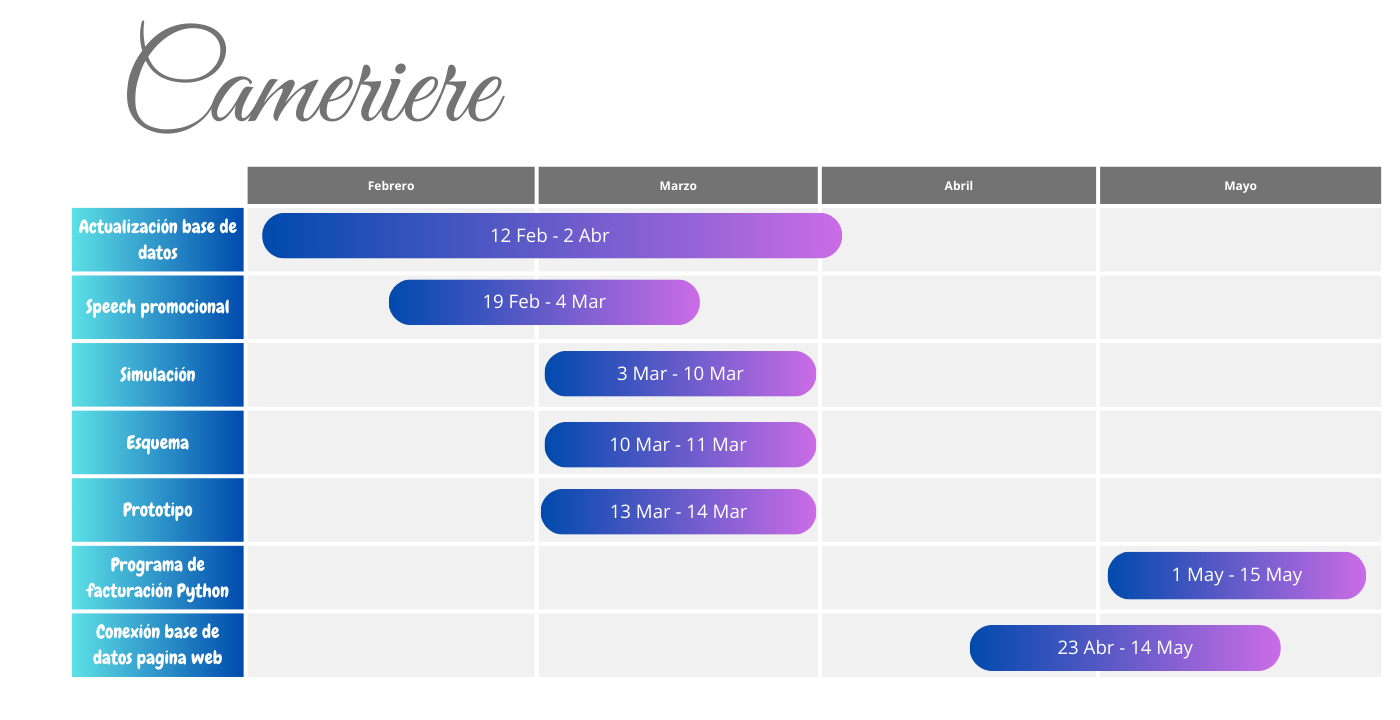 Cameriere
Febrero
Marzo
Abril
Mayo
Actualización base de
datos
12 Feb - 2 Abr
Speech promocional
19 Feb - 4 Mar
Simulación
3 Mar - 10 Mar
Esquema
10 Mar - 11 Mar
Prototipo
13 Mar - 14 Mar
Programa de
facturación Python
1 May - 15 May
Conexión base de
datos pagina web
23 Abr - 14 May